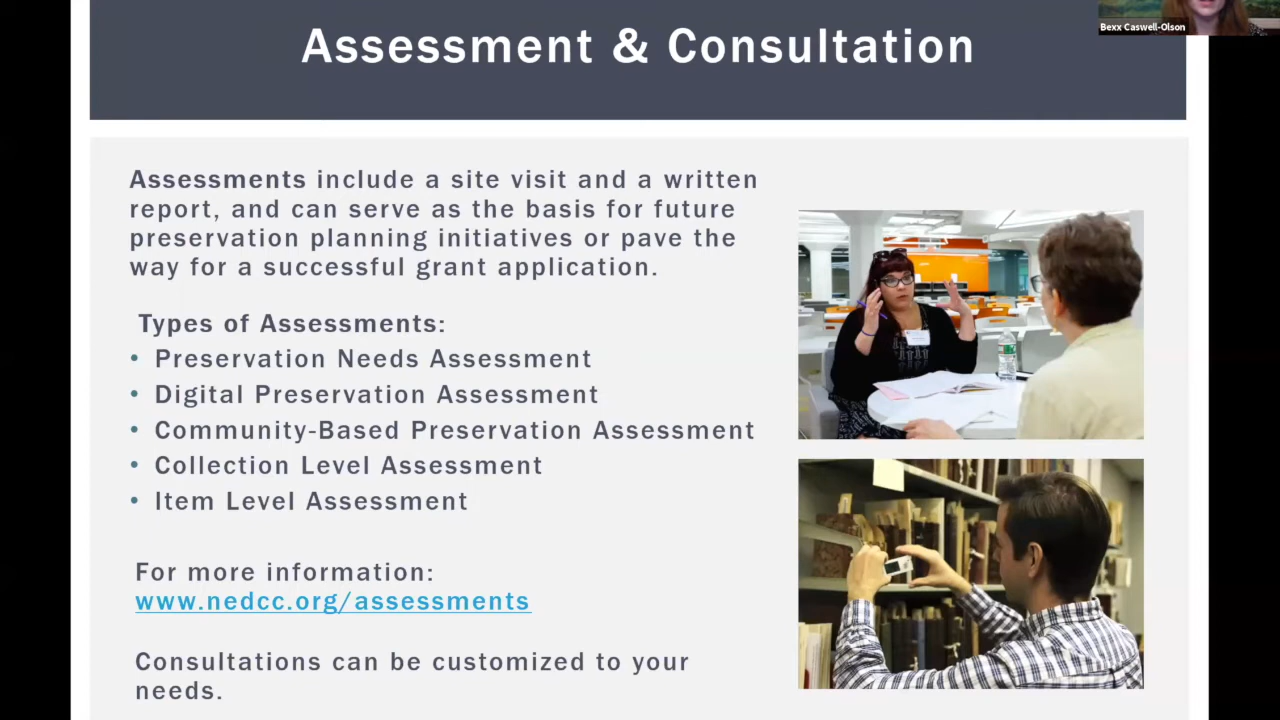 Assessment & Consultation
Bexx Caswell-Olson
Assessments include a site visit and a written
report, and can serve as the basis for future
preservation planning initiatives or pave the
way for a successful grant application.
Types of Assessments:
• Preservation Needs Assessment
• Digital Preservation Assessment
• Community-Based Preservation Assessment
• Collection Level Assessment
• Item Level Assessment
For more information:
www.nedcc.org/assessments
Consultations can be customized to your
needs.